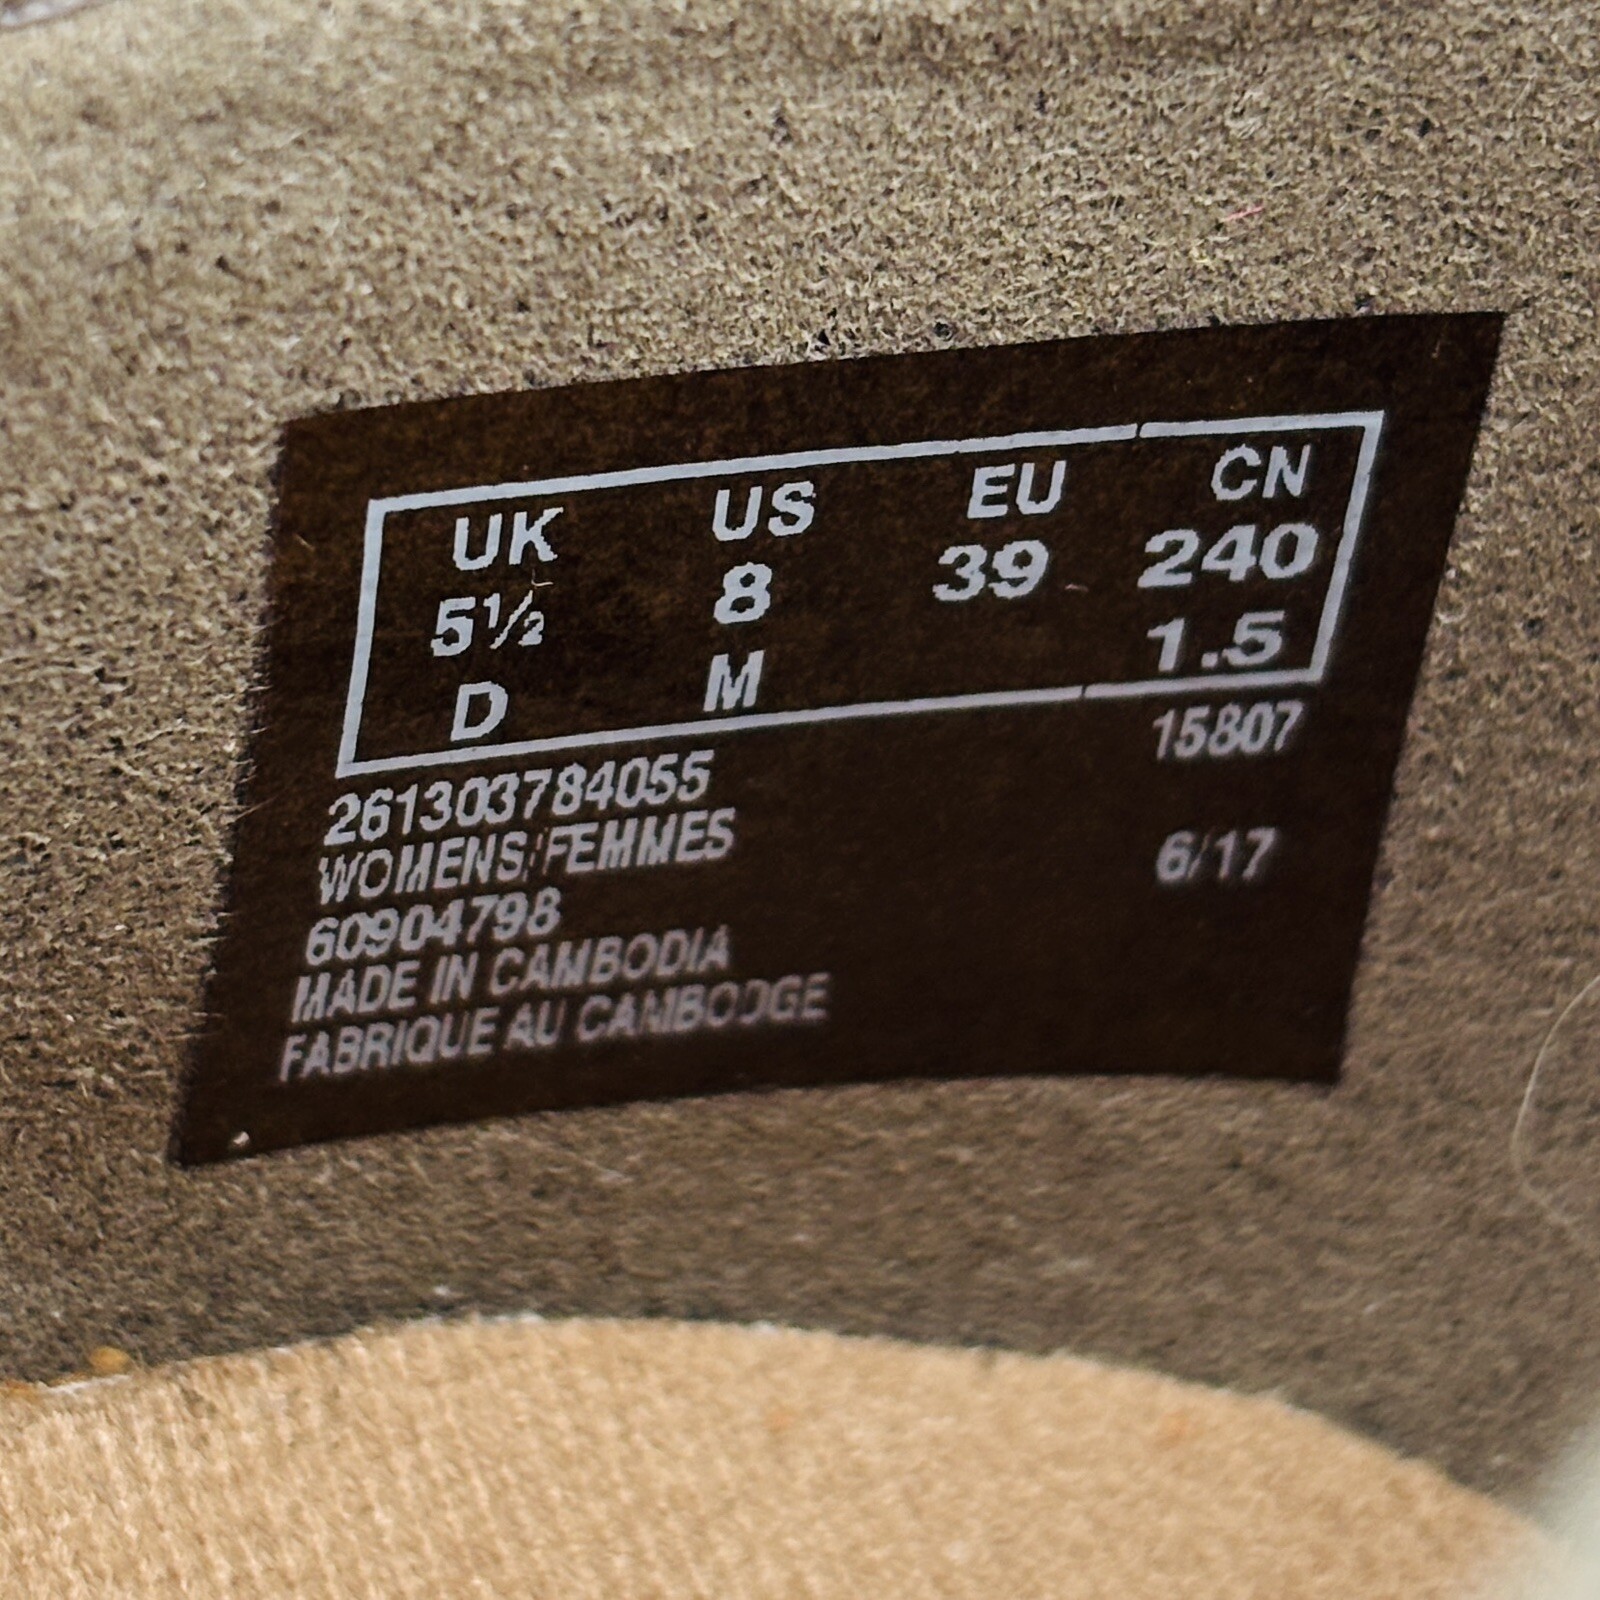 UK US EU CN
5½ 8 39 240
D M 1.5
261303784055 15807
WOMENS/FEMMES
60904798 6/17
MADE IN CAMBODIA
FABRIQUE AU CAMBODGE